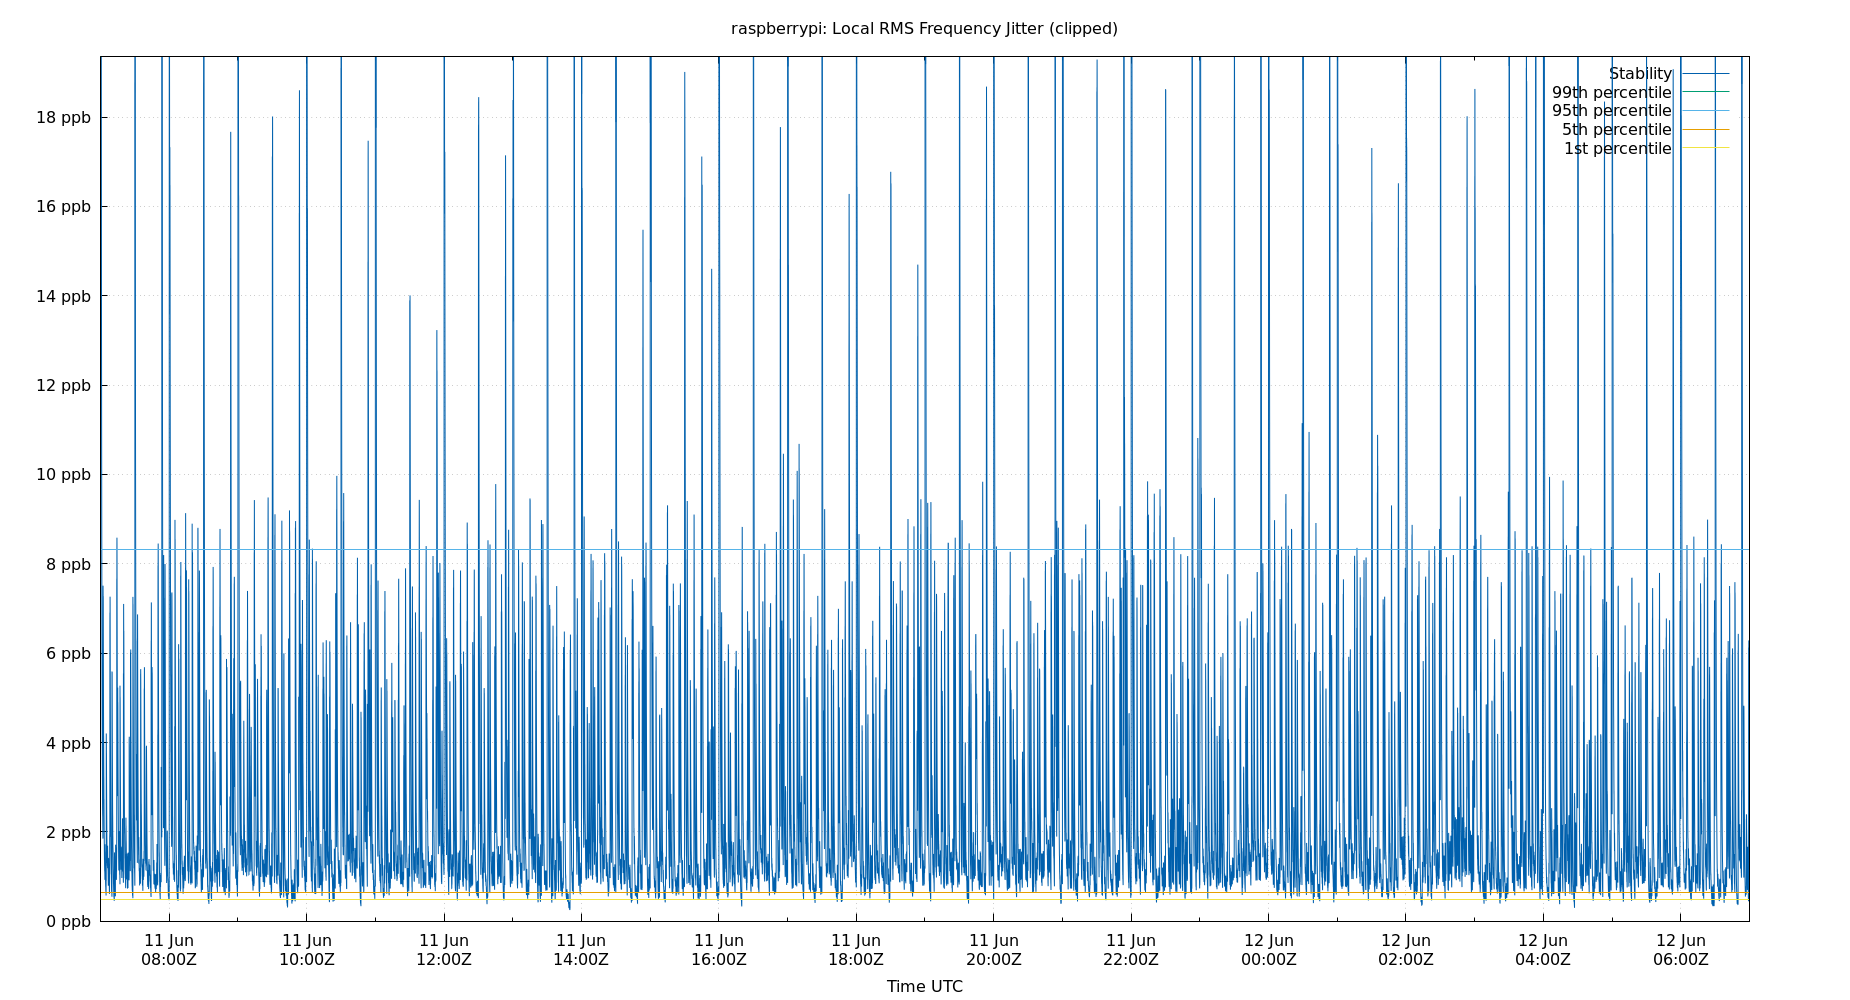 raspberrypi: Local RMS Frequency Jitter (clipped)
Stability
99th percentile
95th percentile
5th percentile
1st percentile
18 ppb
16 ppb
14 ppb
12 ppb
10 ppb
8 ppb
6 ppb
4 ppb
2 ppb
0 ppb
11 Jun 11 Jun 11 Jun 11 Jun 11 Jun 11 Jun 11 Jun 11 Jun 12 Jun 12 Jun 12 Jun 12 Jun
08:00Z 10:00Z 12:00Z 14:00Z 16:00Z 18:00Z 20:00Z 22:00Z 00:00Z 02:00Z 04:00Z 06:00Z
Time UTC